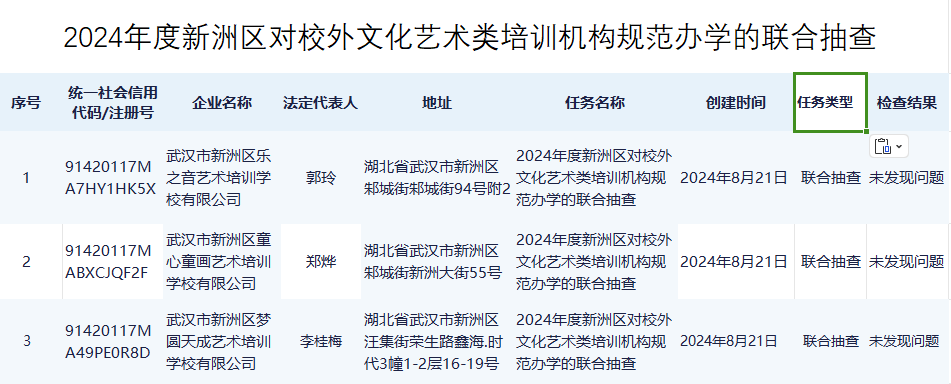 2024年度新洲区对校外文化艺术类培训机构规范办学的联合抽查
序号
统一社会信用
代码/注册号
企业名称
法定代表人
地址
任务名称
创建时间
任务类型
检查结果
1
91420117M
A7HY1HK5X
武汉市新洲区乐
之音艺术培训学
校有限公司
郭玲
湖北省武汉市新洲区
邾城街邾城街94号附2
2024年度新洲区对校外
文化艺术类培训机构规
范办学的联合抽查
2024年8月21日
联合抽查
未发现问题
2
91420117M
ABXCJQF2F
武汉市新洲区童
心童画艺术培训
学校有限公司
郑烨
湖北省武汉市新洲区
邾城街新洲大街55号
2024年度新洲区对校外
文化艺术类培训机构规
范办学的联合抽查
2024年8月21日
联合抽查
未发现问题
3
91420117M
A49PE0R8D
武汉市新洲区梦
圆天成艺术培训
学校有限公司
李桂梅
湖北省武汉市新洲区
汪集街荣生路鑫海.时
代3幢1-2层16-19号
2024年度新洲区对校外
文化艺术类培训机构规
范办学的联合抽查
2024年8月21日
联合抽查
未发现问题